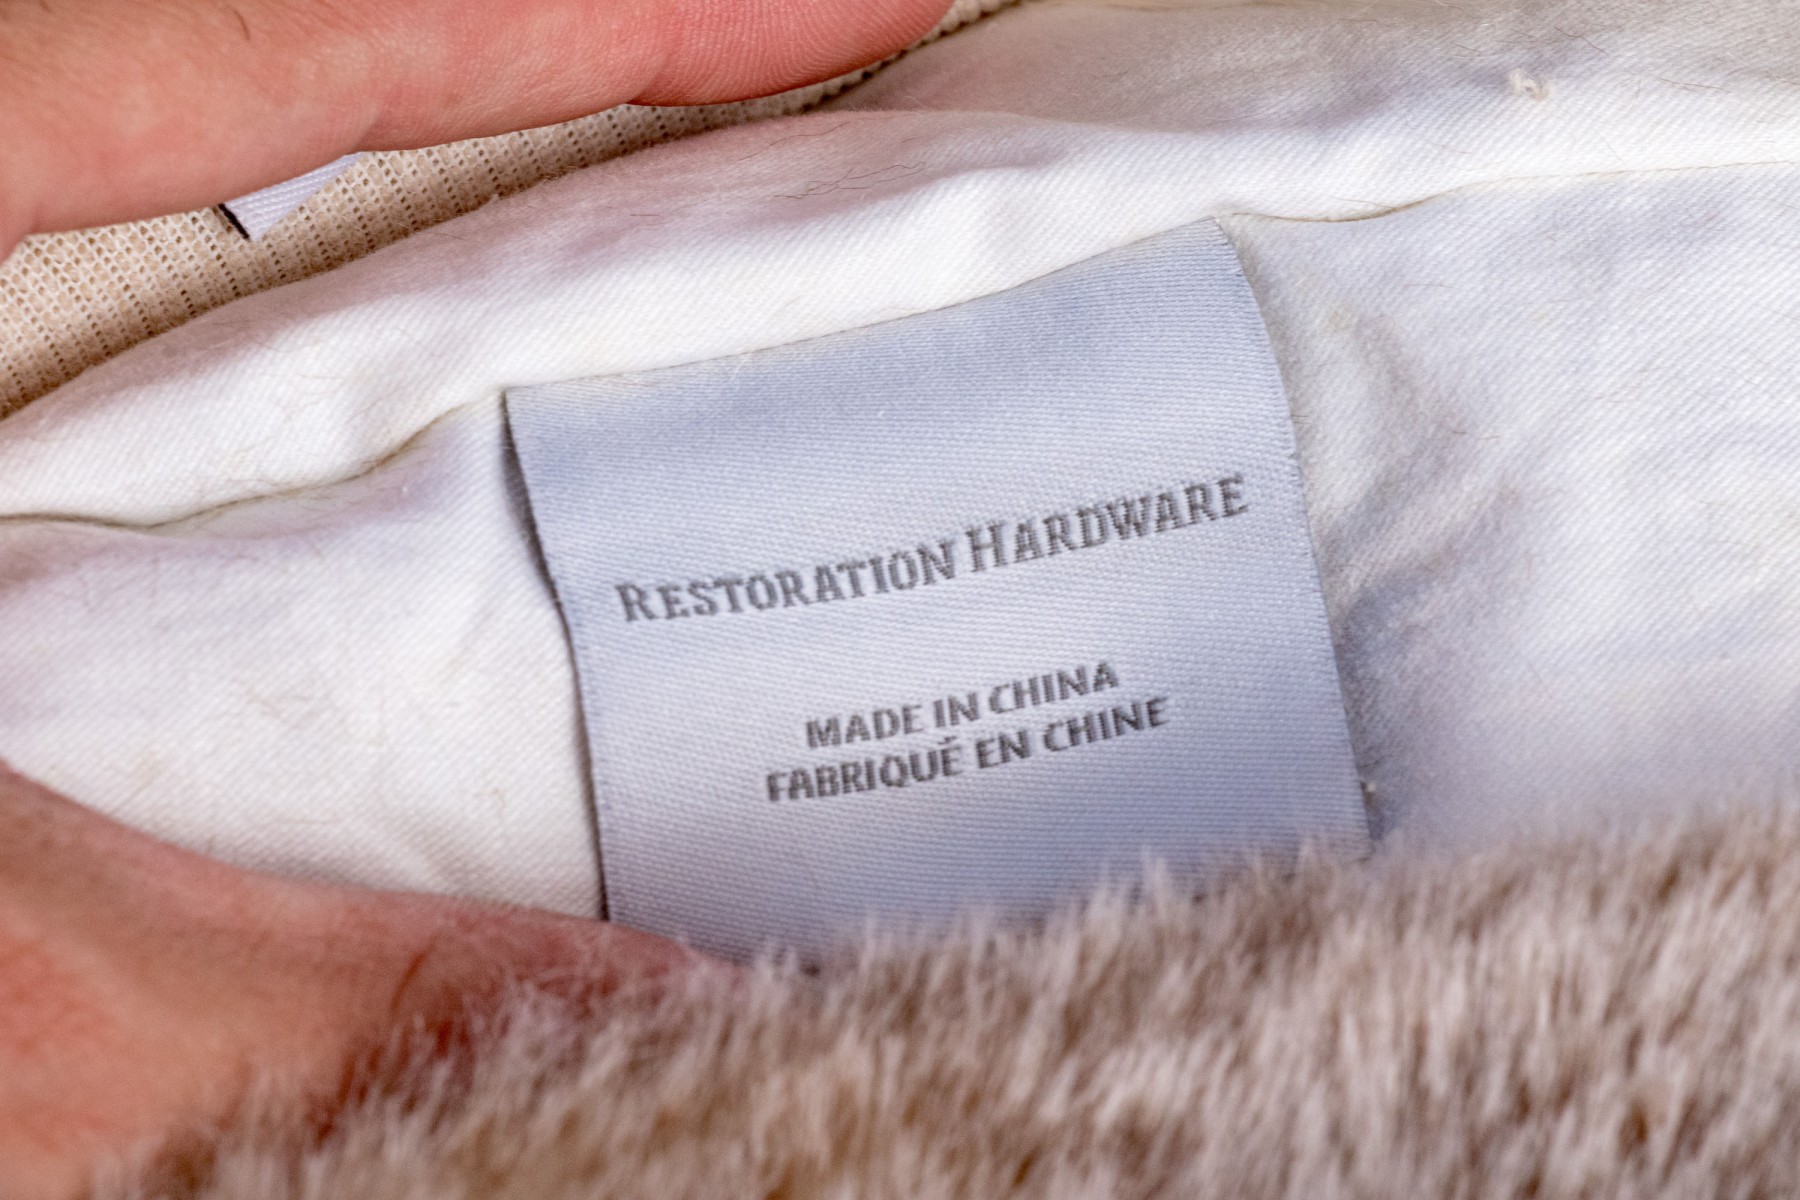 RESTORATION HARDWARE
MADE IN CHINA
FABRIQUÉ EN CHINE